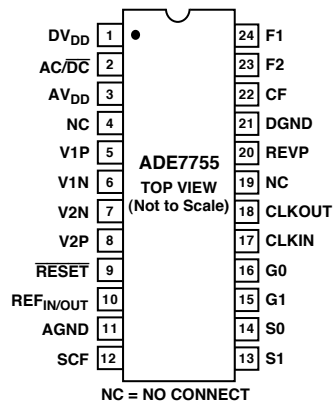 DVDD 1
AC/DC 2
AVDD 3
NC 4
V1P 5
V1N 6
V2N 7
V2P 8
RESET 9
REFIN/OUT 10
AGND 11
SCF 12
ADE7755
TOP VIEW
(Not to Scale)
24 F1
23 F2
22 CF
21 DGND
20 REVP
19 NC
18 CLKOUT
17 CLKIN
16 G0
15 G1
14 S0
13 S1
NC = NO CONNECT